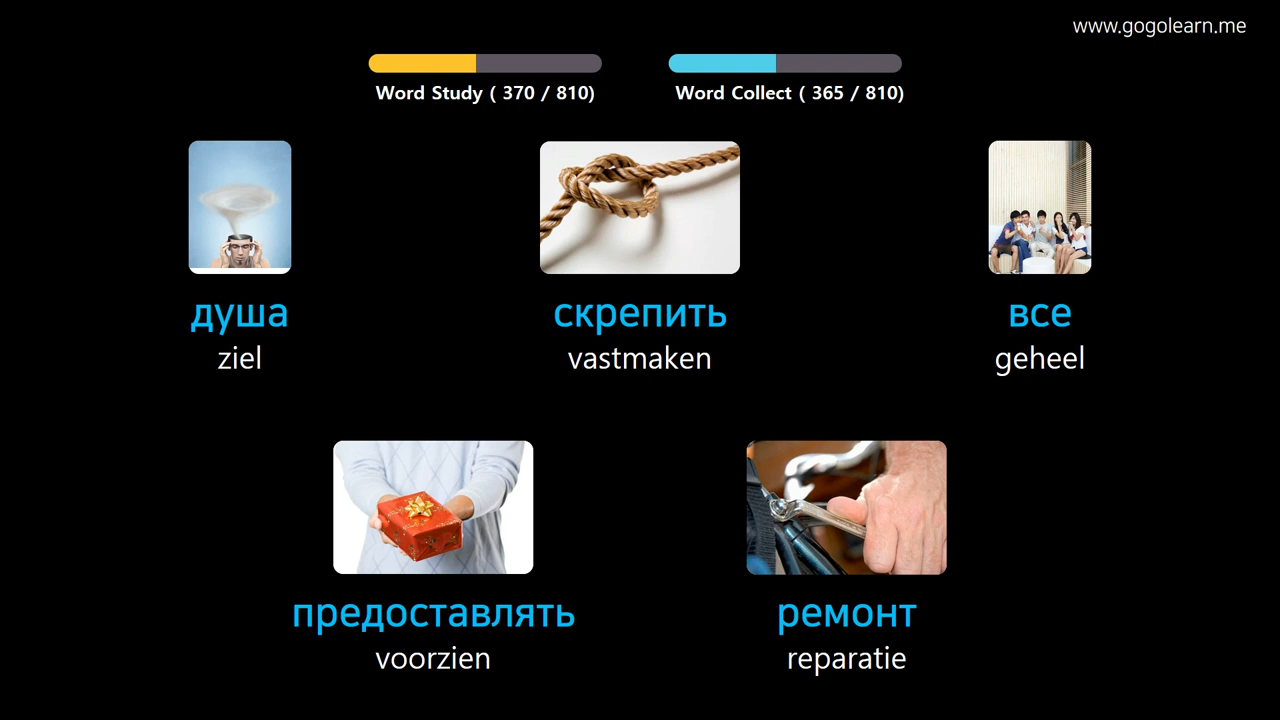 www.gogolearn.me
Word Study ( 370 / 810)
Word Collect ( 365 / 810)
душа
ziel
скрепить
vastmaken
все
geheel
предоставлять
voorzien
ремонт
reparatie